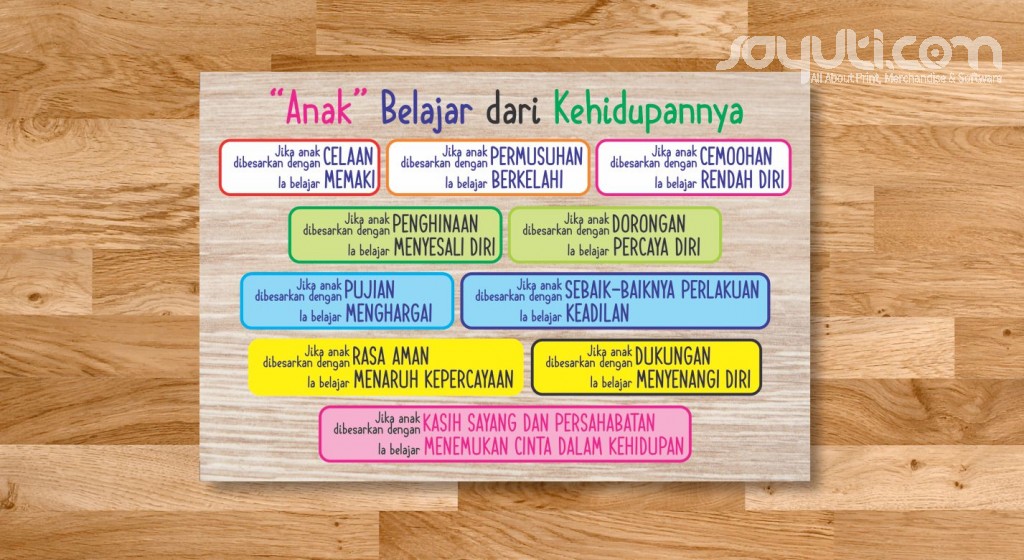 sayuti.com
All About Print, Merchandise & Software
“Anak” Belajar dari Kehidupannya
Jika anak dibesarkan dengan CELAAN
Ia belajar MEMAKI
Jika anak dibesarkan dengan PERMUSUHAN
Ia belajar BERKELAHI
Jika anak dibesarkan dengan CEMOOHAN
Ia belajar RENDAH DIRI
Jika anak dibesarkan dengan PENGHINAAN
Ia belajar MENYESALI DIRI
Jika anak dibesarkan dengan DORONGAN
Ia belajar PERCAYA DIRI
Jika anak dibesarkan dengan PUJIAN
Ia belajar MENGHARGAI
Jika anak dibesarkan dengan SEBAIK-BAIKNYA PERLAKUAN
Ia belajar KEADILAN
Jika anak dibesarkan dengan RASA AMAN
Ia belajar MENARUH KEPERCAYAAN
Jika anak dibesarkan dengan DUKUNGAN
Ia belajar MENYENANGI DIRI
Jika anak dibesarkan dengan KASIH SAYANG DAN PERSAHABATAN
Ia belajar MENEMUKAN CINTA DALAM KEHIDUPAN